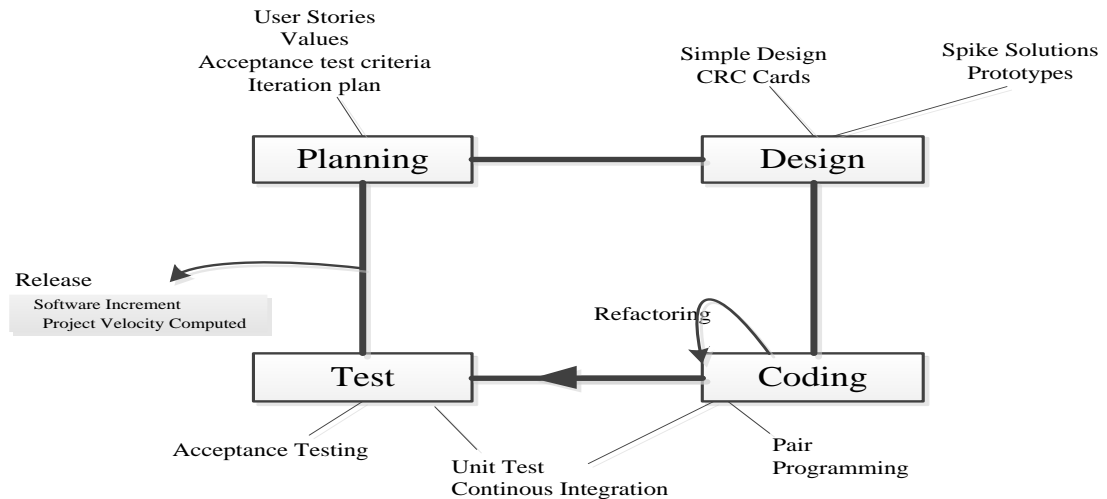 User Stories
Values
Acceptance test criteria
Iteration plan
Simple Design
CRC Cards
Spike Solutions
Prototypes
Planning
Design
Release
Software Increment
Project Velocity Computed
Refactoring
Test
Coding
Acceptance Testing
Unit Test
Continous Integration
Pair
Programming